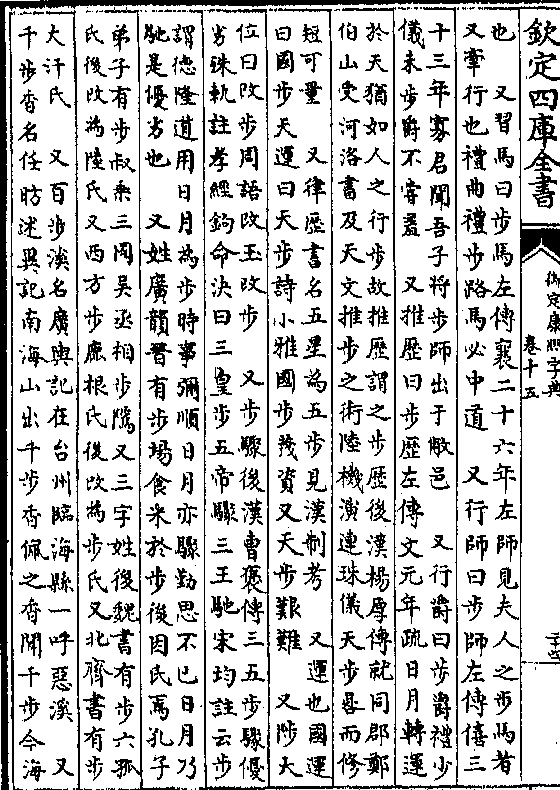 欽定四庫全書
御定康熙字典
卷十五
也　又習馬曰步馬左傳襄二十六年左師見夫人之步馬者
又牽行也禮曲禮步路馬必中道　又行師曰步師左傳僖三
十三年寡君聞吾子將步師出于敝邑　又行爵曰步爵禮少
儀未步爵不嘗羞　又推歷曰步歷左傳文元年疏日月轉運
於天猶如人之行步故推歷謂之步歷後漢楊厚傳就同郡鄭
伯山受河洛書及天文推步之術陸機演連珠儀天步晷而修
短可量　又律歷書名五星為五步見漢制考　又運也國運
曰國步天運曰天步詩小雅國步蔑資又天步艱難　又陟大
位曰改步周語改玉改步　又步驟後漢曹褒傳三五步驟優
劣殊軌註孝經鉤命決曰三皇步五帝驟三王馳宋均註云步
謂德隆道用日月為步時事彌順日月亦驟勤思不已日月乃
馳是優劣也　又姓廣韻晉有步場食采於步後因氏焉孔子
弟子有步叔乘三國吳丞相步隲又三字姓後魏書有步六孤
氏後改為陸氏又西方步鹿根氏後改為步氏又北齊書有步
大汗氏　又百步溪名廣輿記在台州臨海縣一呼惡溪　又
千步香名任昉述異記南海山出千步香佩之香聞千步今海